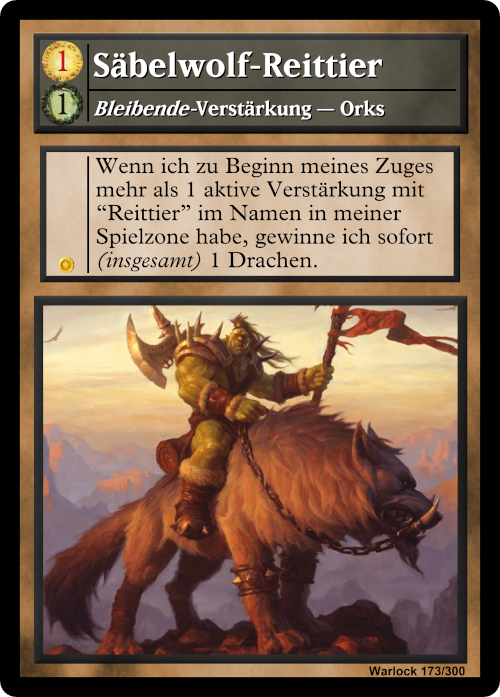 1
Säbelwolf-Reittier
1
Bleibende-Verstärkung — Orks
Wenn ich zu Beginn meines Zuges
mehr als 1 aktive Verstärkung mit
“Reittier” im Namen in meiner
Spielzone habe, gewinne ich sofort
(insgesamt) 1 Drachen.
Warlock 173/300